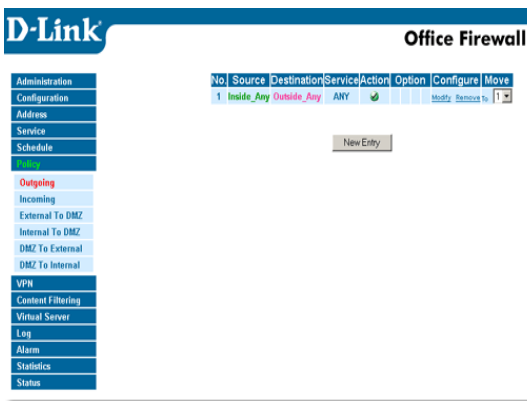 D-Link
Office Firewall
Administration
Configuration
Address
Service
Schedule
Policy
Outgoing
Incoming
External To DMZ
Internal To DMZ
DMZ To External
DMZ To Internal
VPN
Content Filtering
Virtual Server
Log
Alarm
Statistics
Status
No. Source Destination Service Action Option Configure Move
1 Inside_Any Outside_Any ANY Modify Remove To 1
New Entry